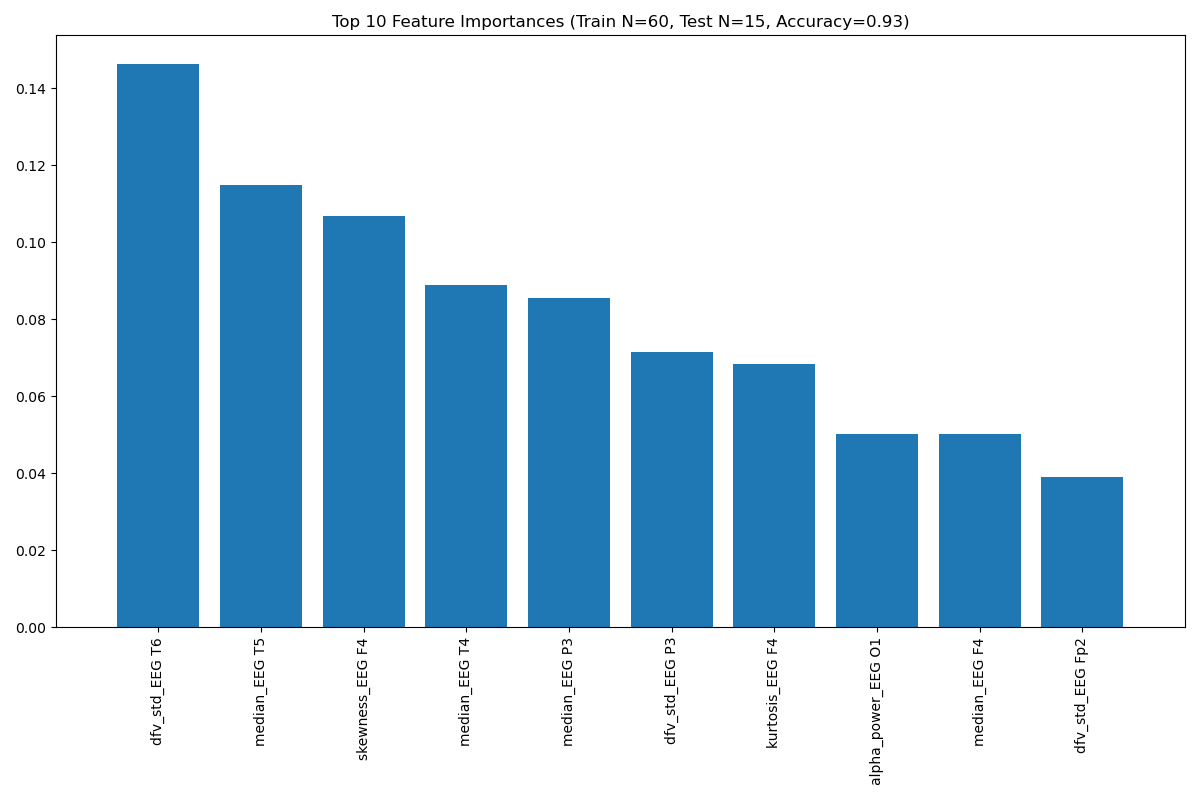 Top 10 Feature Importances (Train N=60, Test N=15, Accuracy=0.93)
0.14
0.12
0.10
0.08
0.06
0.04
0.02
0.00
dfv_std_EEG T6
median_EEG T5
skewness_EEG F4
median_EEG T4
median_EEG P3
dfv_std_EEG P3
kurtosis_EEG F4
alpha_power_EEG O1
median_EEG F4
dfv_std_EEG Fp2